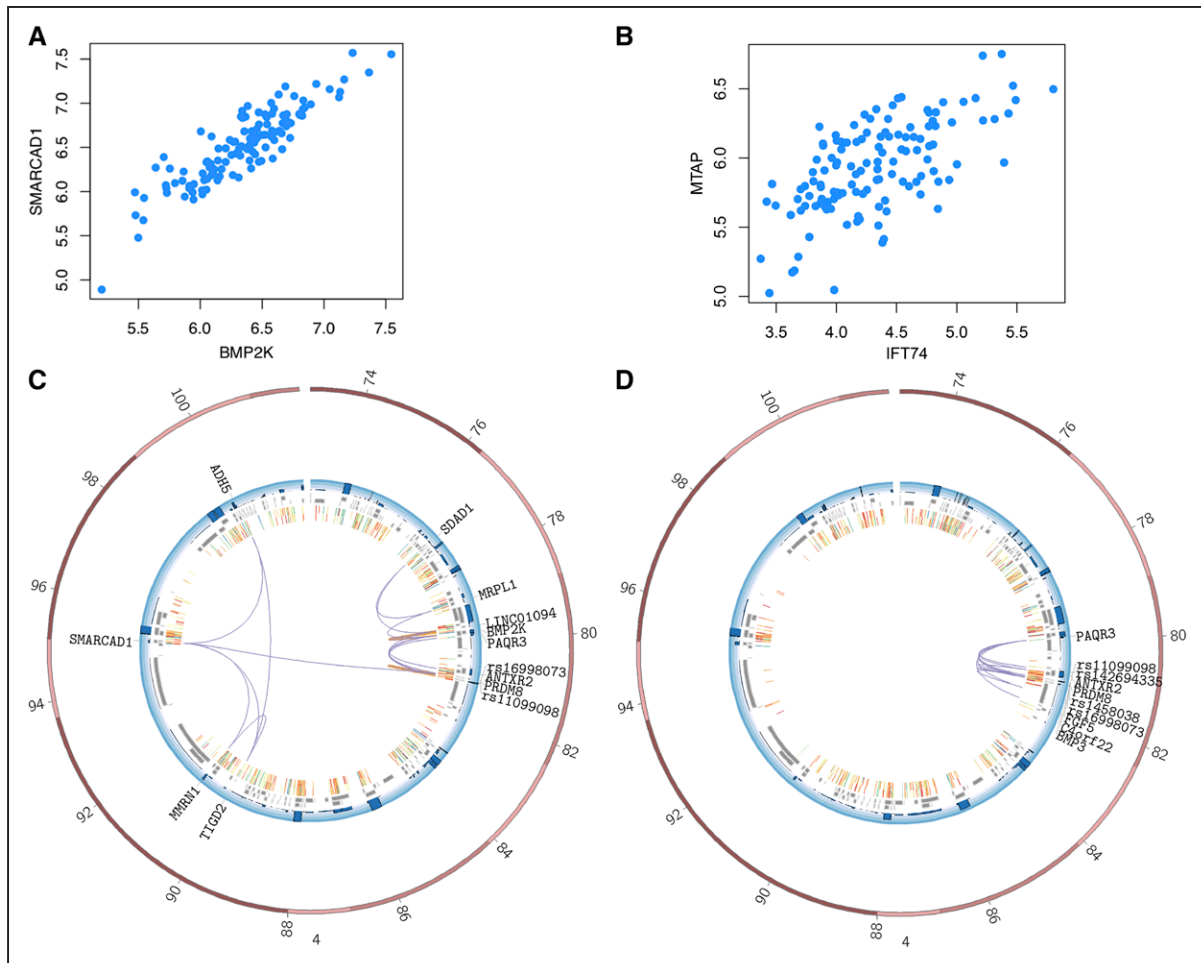 A
B
SMARCAD1
7.5
7.0
6.5
6.0
5.5
5.0
5.5
6.0
6.5
7.0
7.5
BMP2K
MTAP
6.5
6.0
5.5
5.0
3.5
4.0
4.5
5.0
5.5
IFT74
C
D
74
76
78
80
82
84
86
88
90
92
94
96
98
100
4
ADH5
SDAD1
MRPL1
LINC01094
BMP2K
PAQR3
rs16998073
ANTXR2
PRDM8
rs11099098
SMARCAD1
MMRN1
TIGD2
74
76
78
80
82
84
86
88
90
92
94
96
98
100
4
PAQR3
rs11099098
rs142694335
ANTXR2
PRDM8
rs1458038
rs16998073
FGF5
C4orf22
BMP3